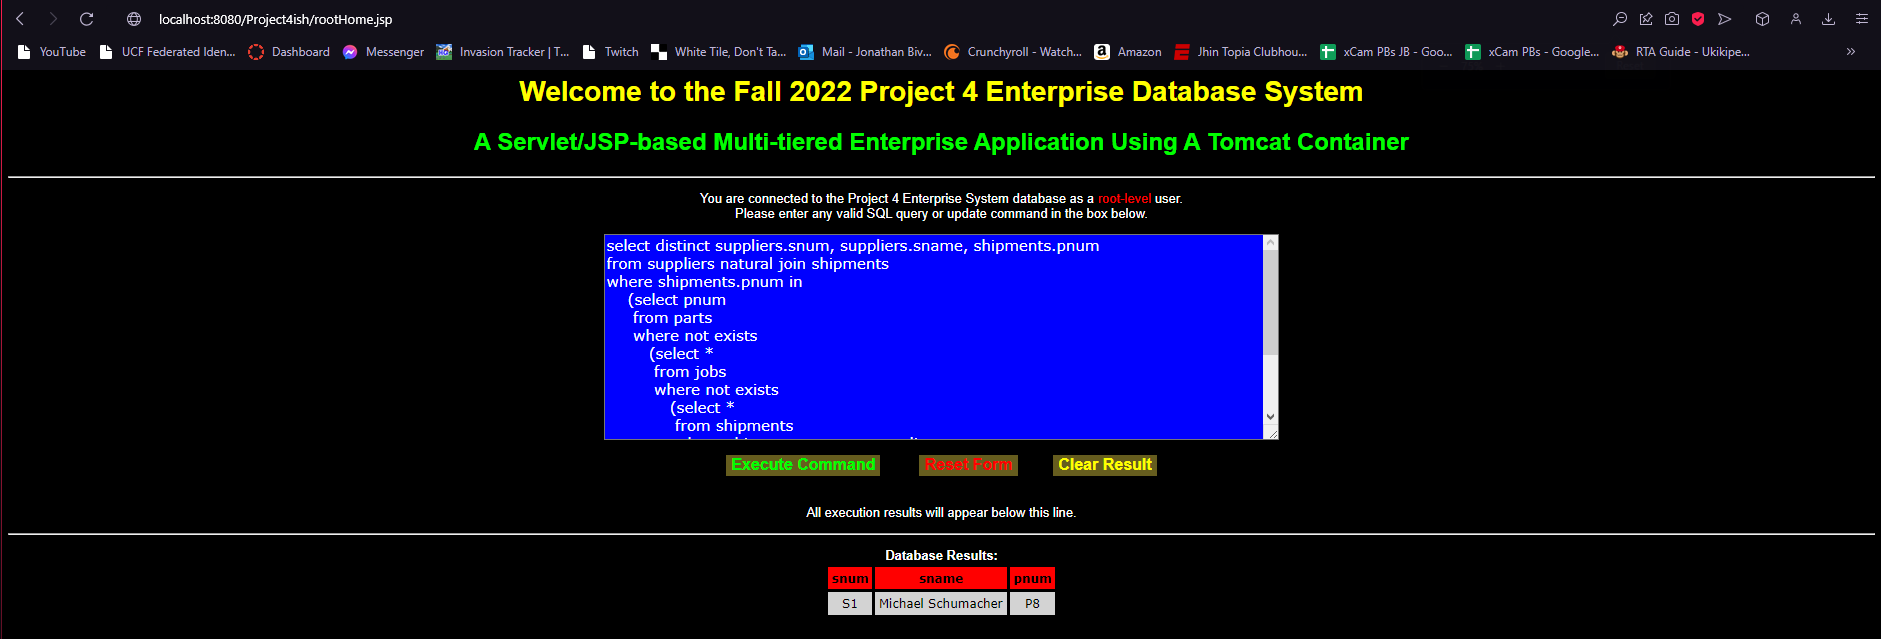 localhost:8080/Project4ish/rootHome.jsp
YouTube UCF Federated Iden... Dashboard Messenger Invasion Tracker | T... Twitch White Tile, Don't Ta... Mail - Jonathan Biv... Crunchyroll - Watch... Amazon Jhin Topia Clubhou... xCam PBs JB - Goo... xCam PBs - Google... RTA Guide - Ukikipe... »
Welcome to the Fall 2022 Project 4 Enterprise Database System
A Servlet/JSP-based Multi-tiered Enterprise Application Using A Tomcat Container
You are connected to the Project 4 Enterprise System database as a root-level user.
Please enter any valid SQL query or update command in the box below.
select distinct suppliers.snum, suppliers.sname, shipments.pnum
from suppliers natural join shipments
where shipments.pnum in
(select pnum
from parts
where not exists
(select *
from jobs
where not exists
(select *
from shipments
Execute Command Reset Form Clear Result
All execution results will appear below this line.
Database Results:
snum sname pnum
S1 Michael Schumacher P8